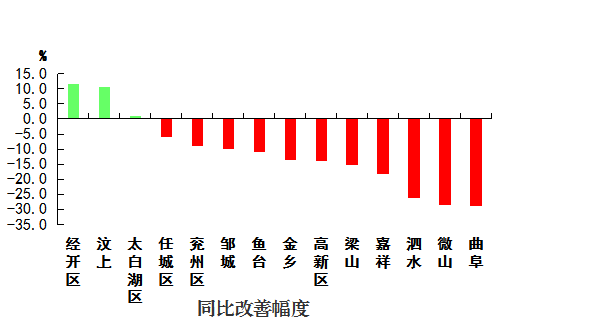 %
15.0
10.0
5.0
0.0
-5.0
-10.0
-15.0
-20.0
-25.0
-30.0
-35.0
经开区
汶上
太白湖区
任城区
兖州区
邹城
鱼台
金乡
高新区
梁山
嘉祥
泗水
微山
曲阜
同比改善幅度